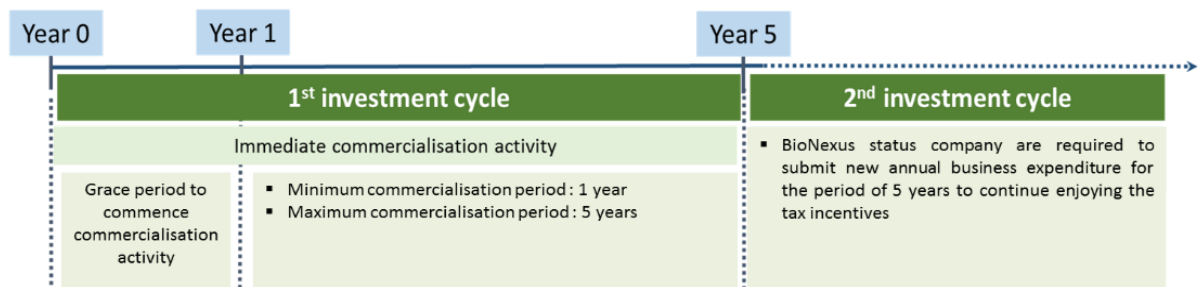 Year 0
Year 1
Year 5
1st investment cycle
2nd investment cycle
Immediate commercialisation activity
Grace period to
commence
commercialisation
activity
▪ Minimum commercialisation period : 1 year
▪ Maximum commercialisation period : 5 years
▪ BioNexus status company are required to
submit new annual business expenditure for
the period of 5 years to continue enjoying the
tax incentives